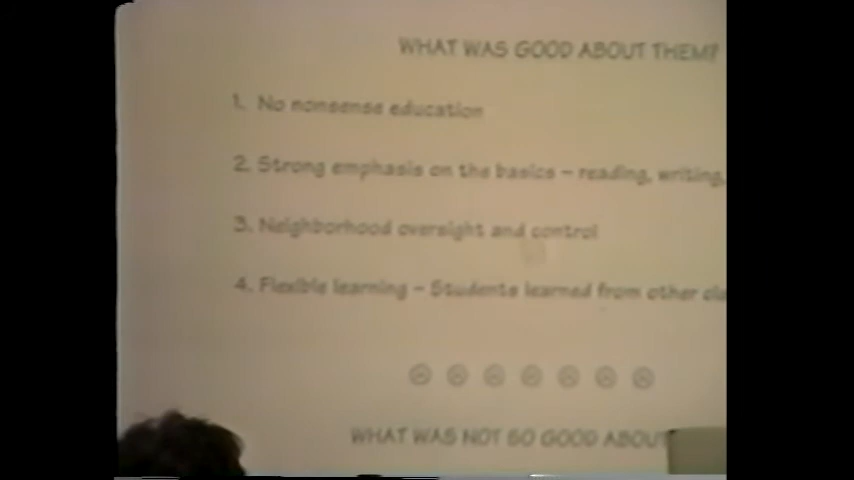 WHAT WAS GOOD ABOUT THEM?
1. No nonsense education
2. Strong emphasis on the basics – reading, writing,
3. Neighborhood oversight and control
4. Flexible learning – Students learned from other
WHAT WAS NOT SO GOOD ABOUT